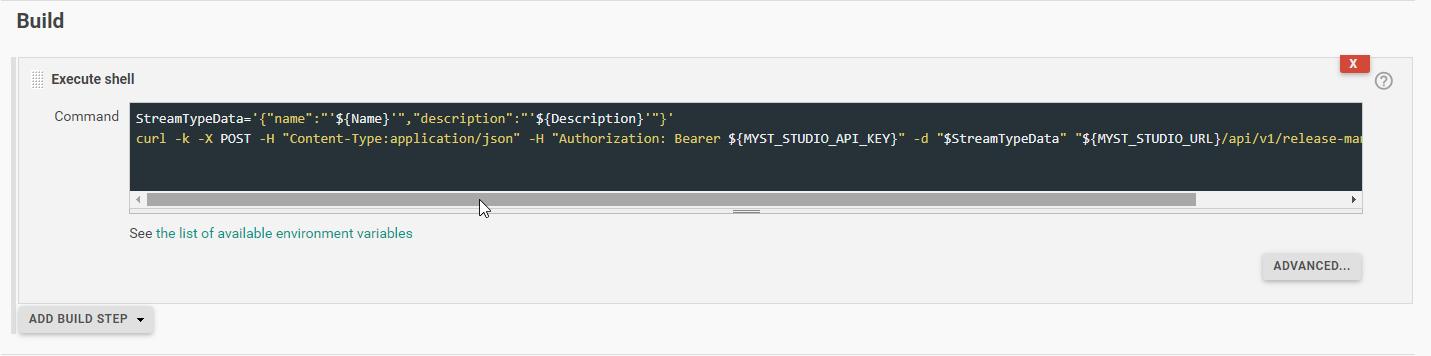 Build
Execute shell
X
Command
StreamTypeData='{"name":"'${Name}'","description":"'${Description}'"}'
curl -k -X POST -H "Content-Type:application/json" -H "Authorization: Bearer ${MYST_STUDIO_API_KEY}" -d "$StreamTypeData" "${MYST_STUDIO_URL}/api/v1/release-ma
See the list of available environment variables
ADVANCED...
ADD BUILD STEP